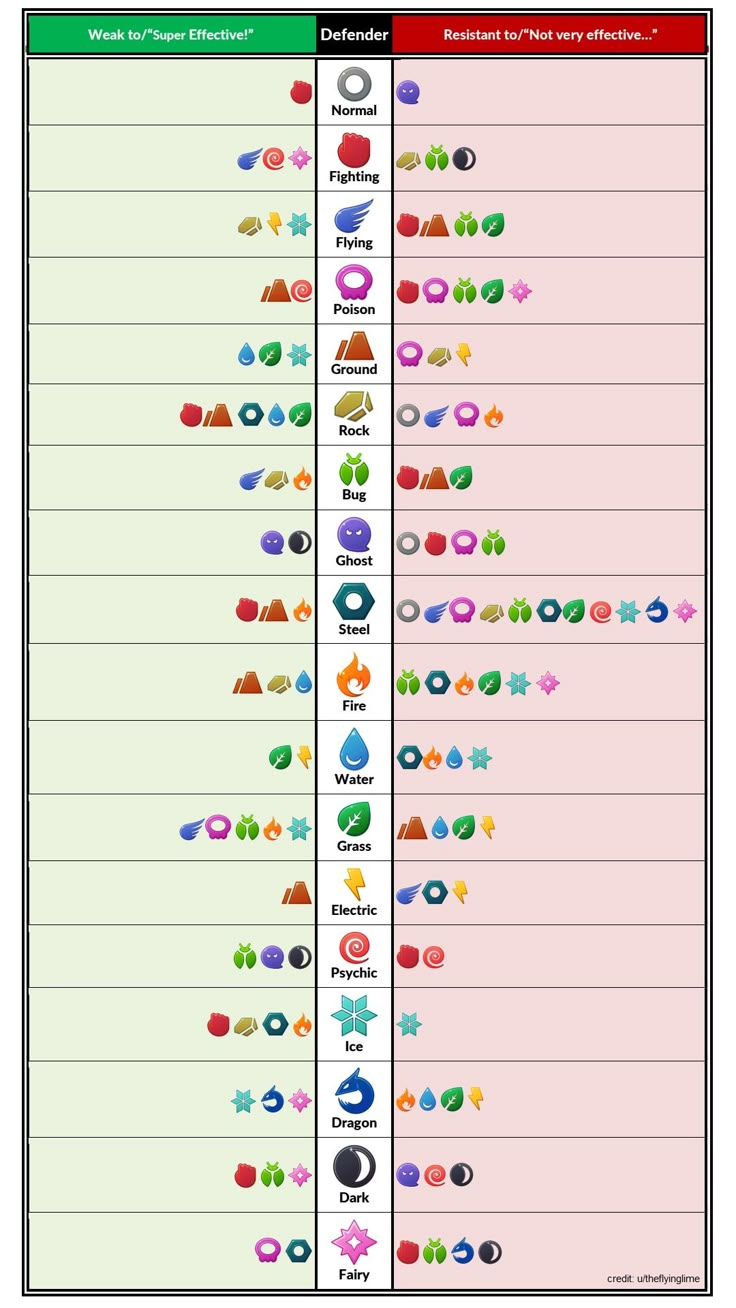 Weak to/“Super Effective!”
Defender
Resistant to/“Not very effective...”
Normal
Fighting
Flying
Poison
Ground
Rock
Bug
Ghost
Steel
Fire
Water
Grass
Electric
Psychic
Ice
Dragon
Dark
Fairy
credit: u/theflyinglime